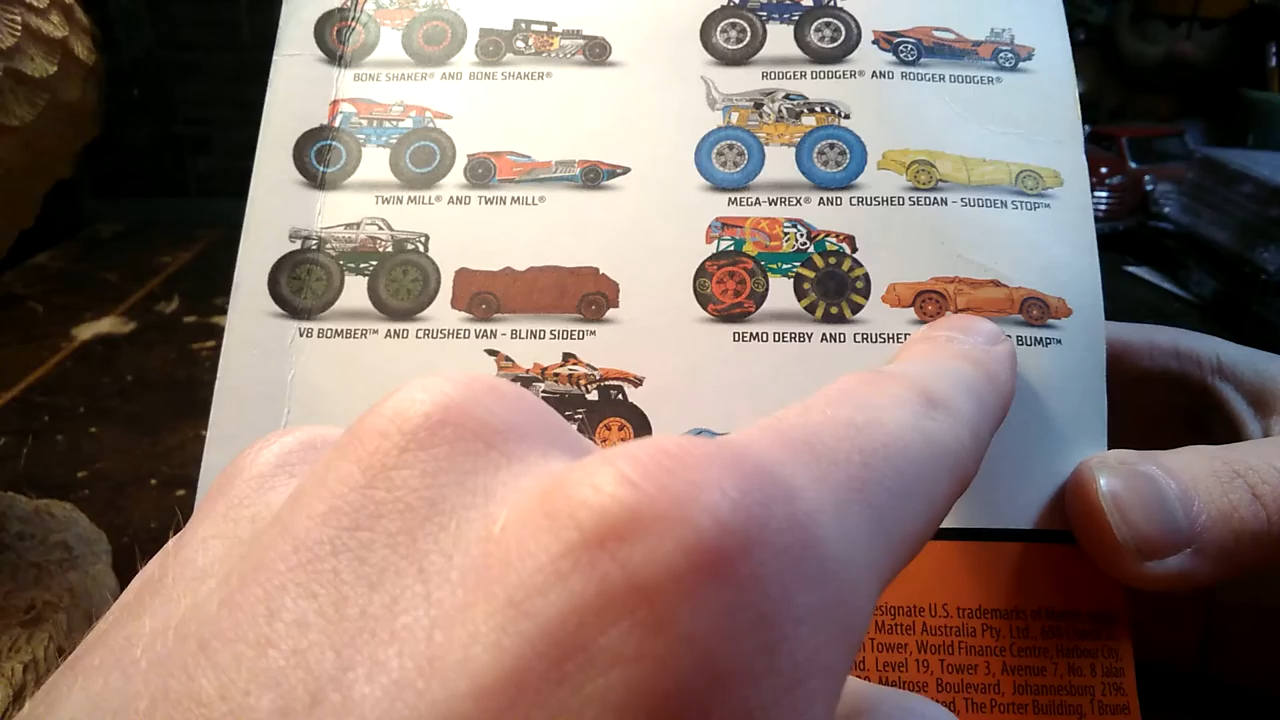 BONE SHAKER® AND BONE SHAKER®
RODGER DODGER® AND RODGER DODGER®
TWIN MILL® AND TWIN MILL®
MEGA-WREX® AND CRUSHED SEDAN - SUDDEN STOP™
V8 BOMBER™ AND CRUSHED VAN - BLIND SIDED™
DEMO DERBY AND CRUSHED BUMP™
esignate U.S. trademarks of
Mattel Australia Pty. Ltd.,
Tower, World Finance Centre, Harbour City,
d. Level 19, Tower 3, Avenue 7, No. 8 Jalan
Melrose Boulevard, Johannesburg 2196.
ited, The Porter Building, 1 Brunel